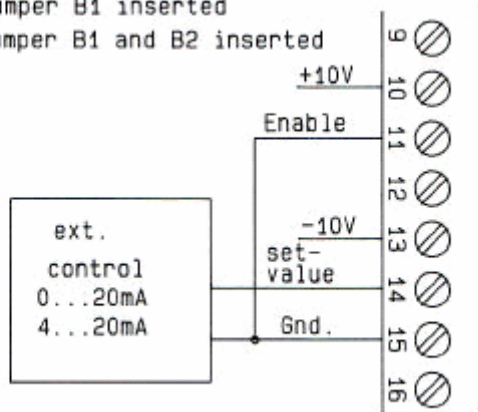 umper B1 inserted
umper B1 and B2 inserted
9
+10V
10
Enable
11
12
-10V
13
set-
value
14
Gnd.
15
16
ext.
control
0...20mA
4...20mA